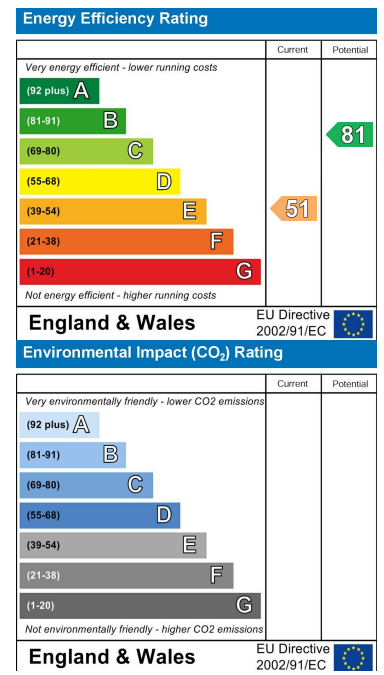 Energy Efficiency Rating
Current Potential
Very energy efficient - lower running costs
(92 plus) A
(81-91) B
81
(69-80) C
(55-68) D
(39-54) E
51
(21-38) F
(1-20) G
Not energy efficient - higher running costs
England & Wales
EU Directive
2002/91/EC
Environmental Impact (CO₂) Rating
Current Potential
Very environmentally friendly - lower CO2 emissions
(92 plus) A
(81-91) B
(69-80) C
(55-68) D
(39-54) E
(21-38) F
(1-20) G
Not environmentally friendly - higher CO2 emissions
England & Wales
EU Directive
2002/91/EC